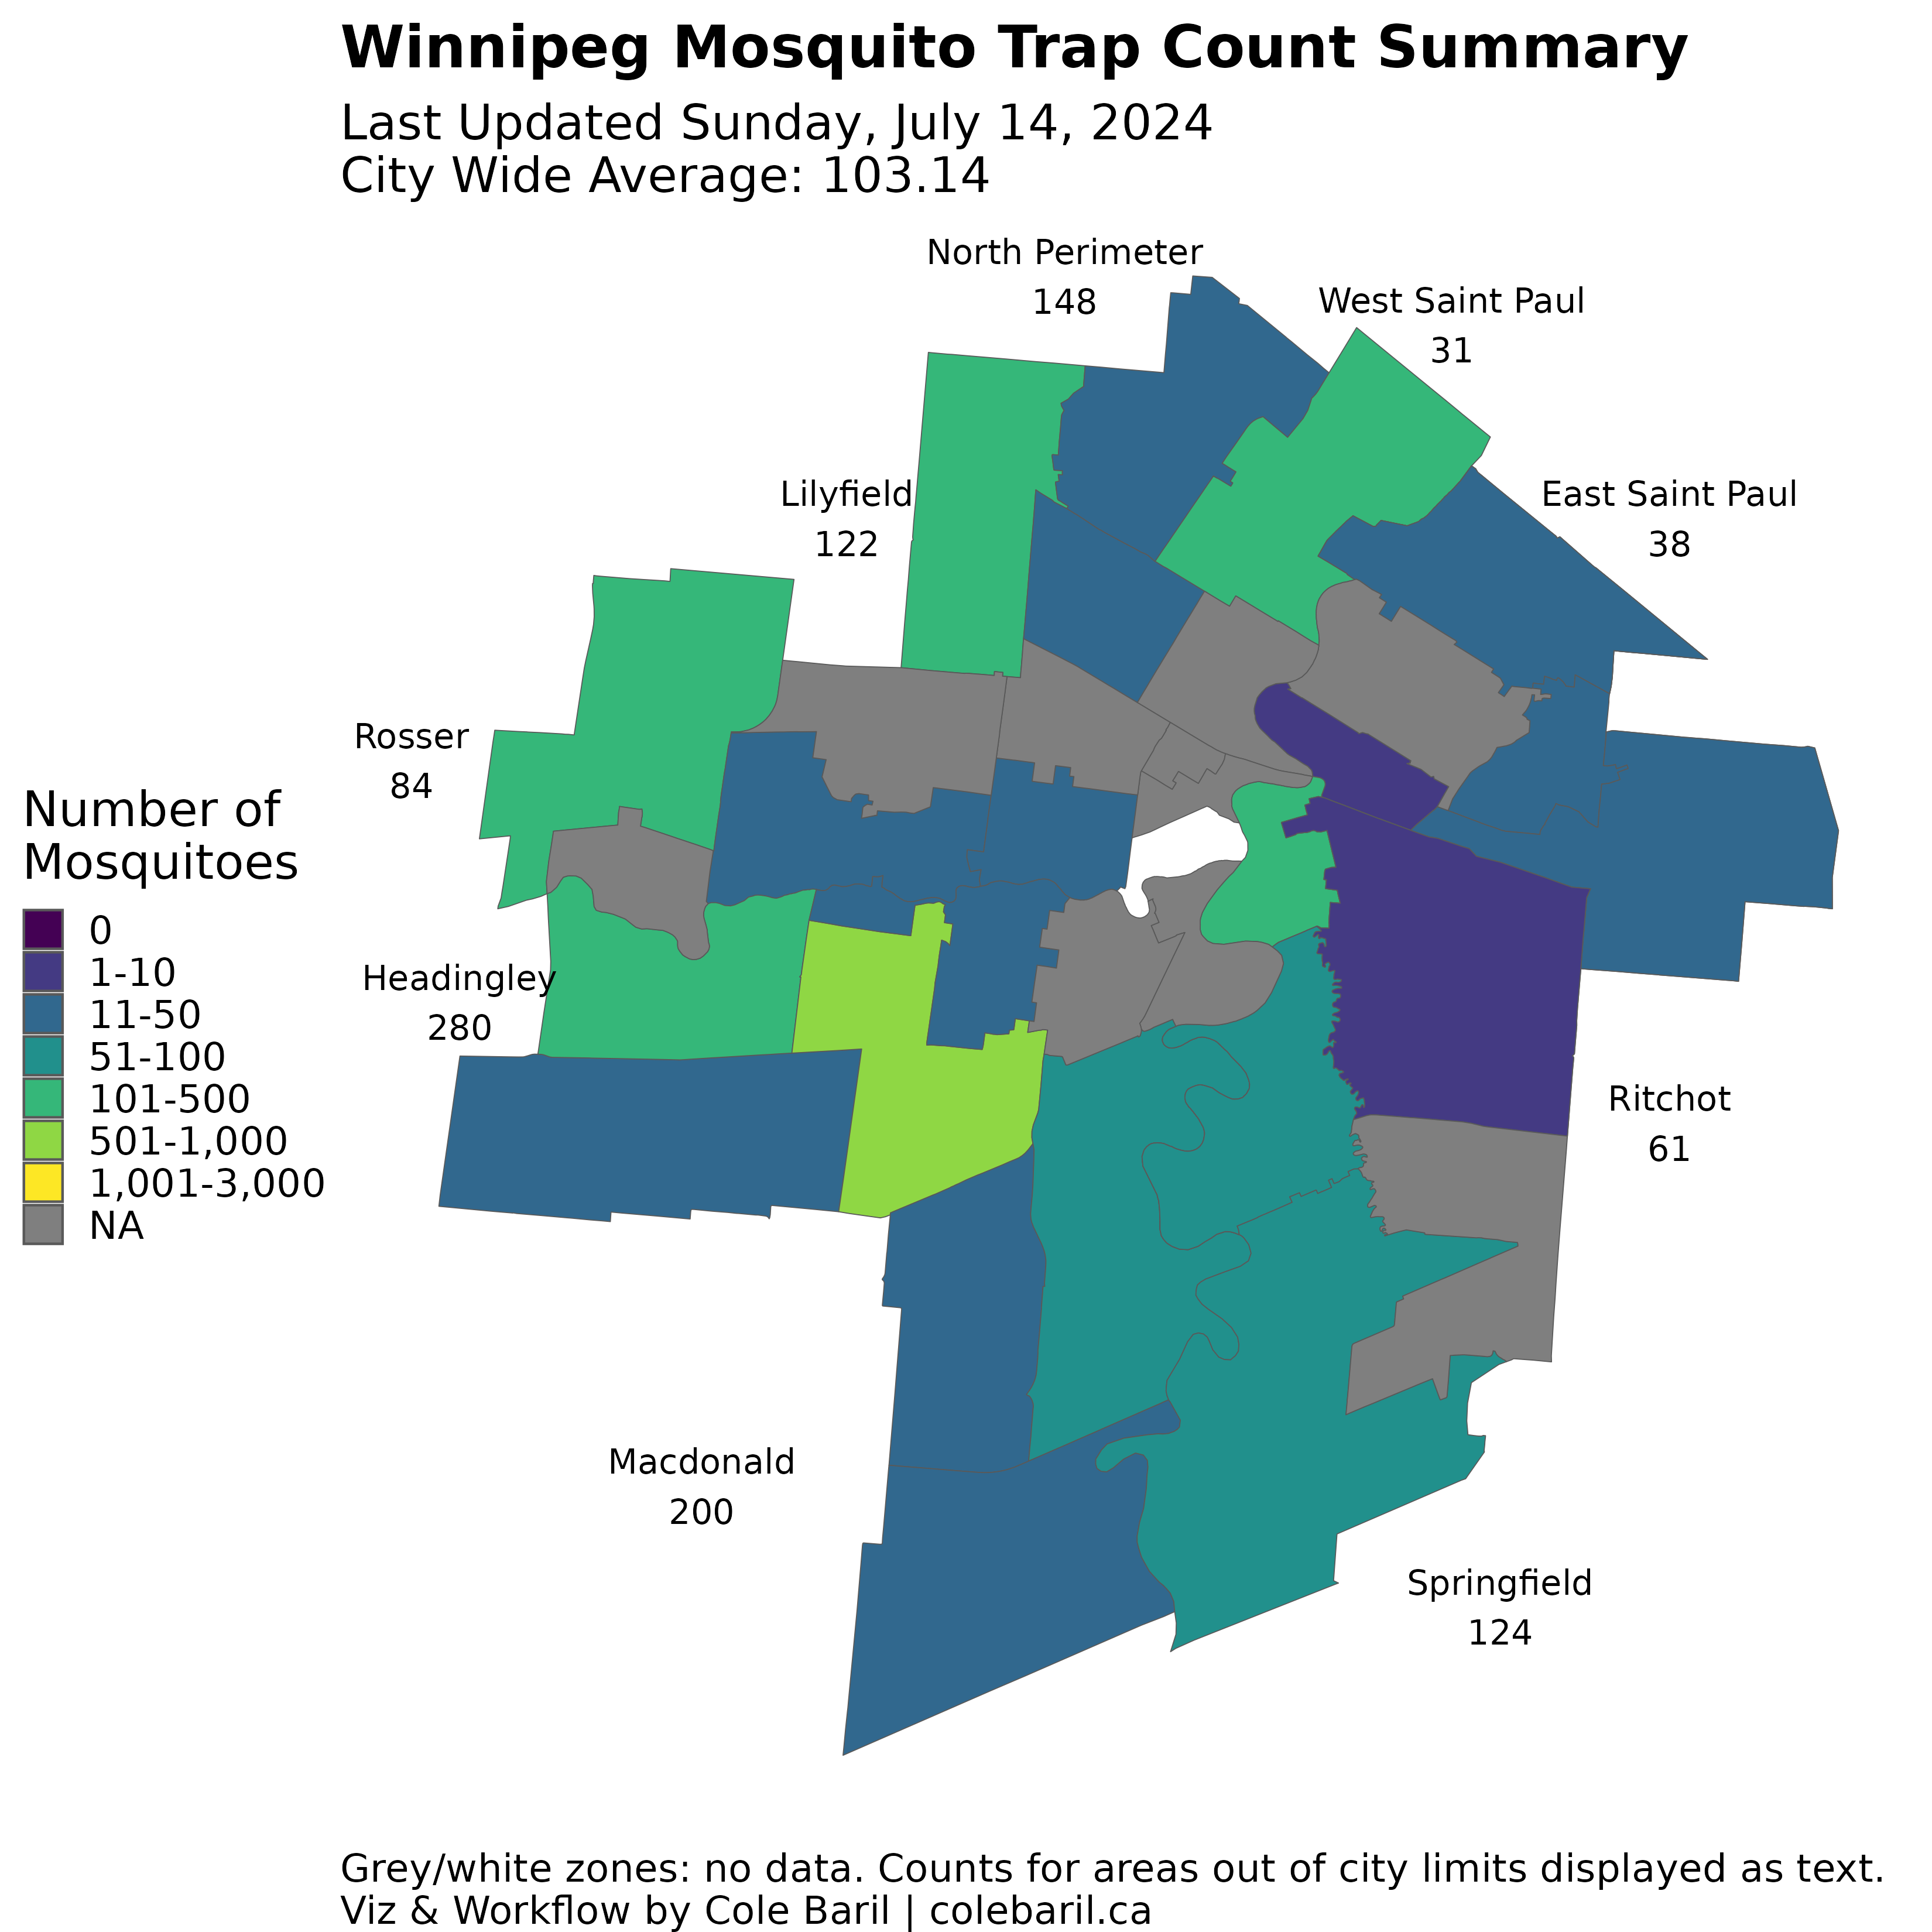 Winnipeg Mosquito Trap Count Summary
Last Updated Sunday, July 14, 2024
City Wide Average: 103.14
North Perimeter
148
West Saint Paul
31
Lilyfield
122
East Saint Paul
38
Rosser
84
Headingley
280
Ritchot
61
Macdonald
200
Springfield
124
Number of
Mosquitoes
0
1-10
11-50
51-100
101-500
501-1,000
1,001-3,000
NA
Grey/white zones: no data. Counts for areas out of city limits displayed as text.
Viz & Workflow by Cole Baril | colebaril.ca